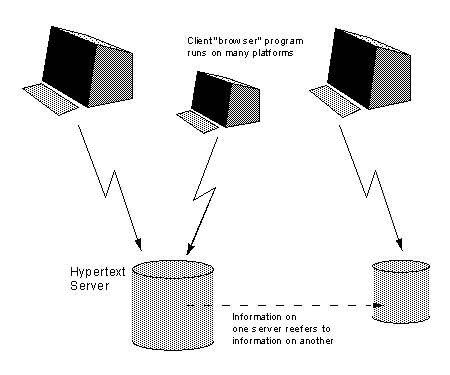 Client "browser" program
runs on many platforms
Hypertext
Server
Information on
one server reefers to
information on another